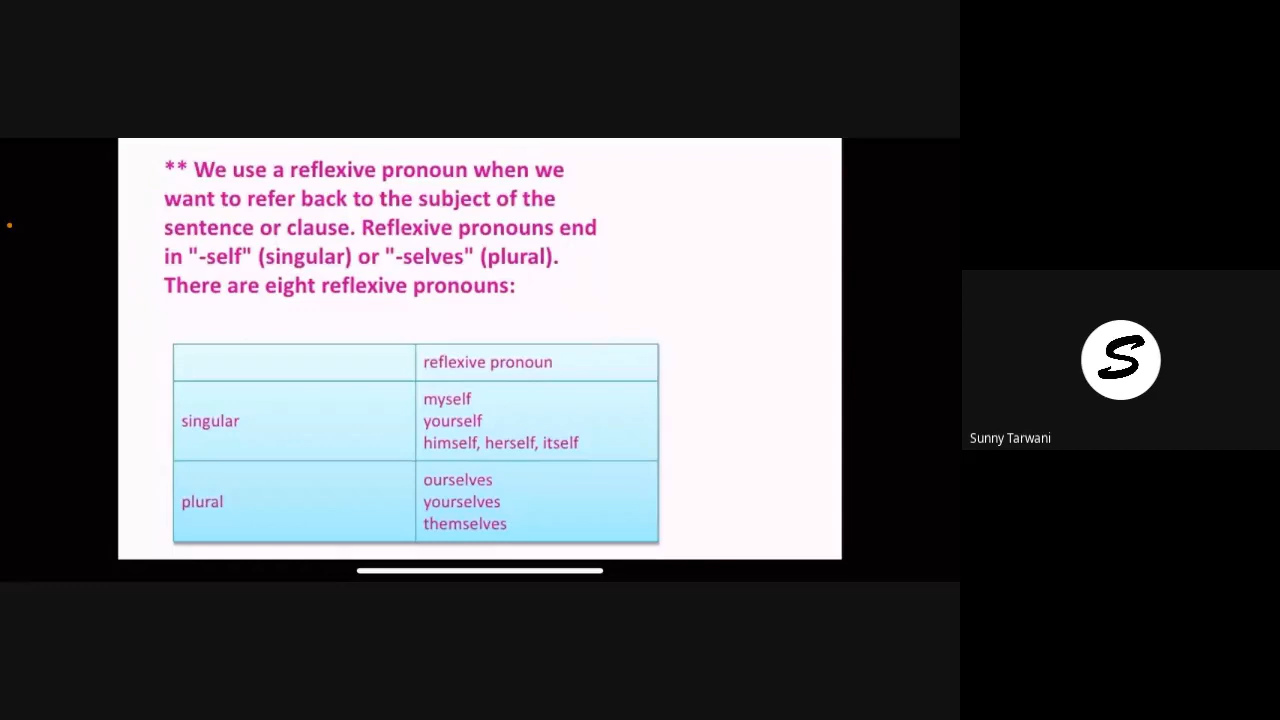 ** We use a reflexive pronoun when we
want to refer back to the subject of the
sentence or clause. Reflexive pronouns end
in "-self" (singular) or "-selves" (plural).
There are eight reflexive pronouns:
reflexive pronoun
singular
myself
yourself
himself, herself, itself
plural
ourselves
yourselves
themselves
S
Sunny Tarwani